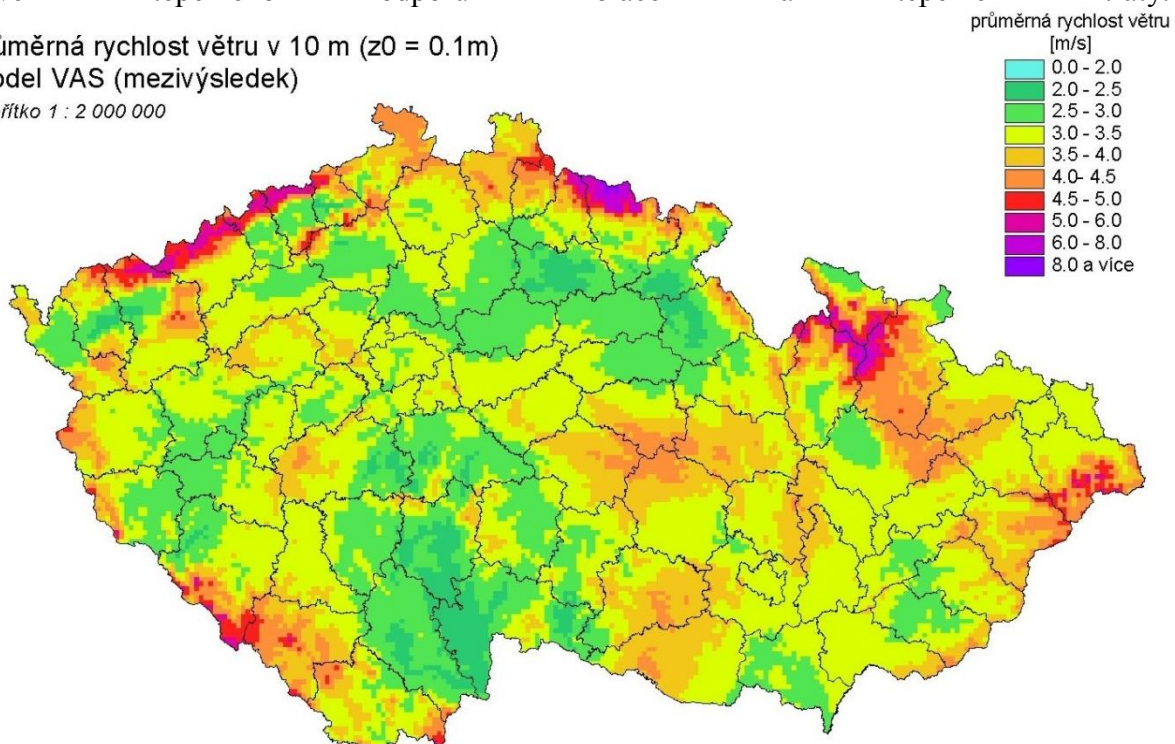 průměrná rychlost větru
[m/s]
růměrná rychlost větru v 10 m (z0 = 0.1m)
odel VAS (mezivýsledek)
řítko 1 : 2 000 000
0.0 - 2.0
2.0 - 2.5
2.5 - 3.0
3.0 - 3.5
3.5 - 4.0
4.0- 4.5
4.5 - 5.0
5.0 - 6.0
6.0 - 8.0
8.0 a více